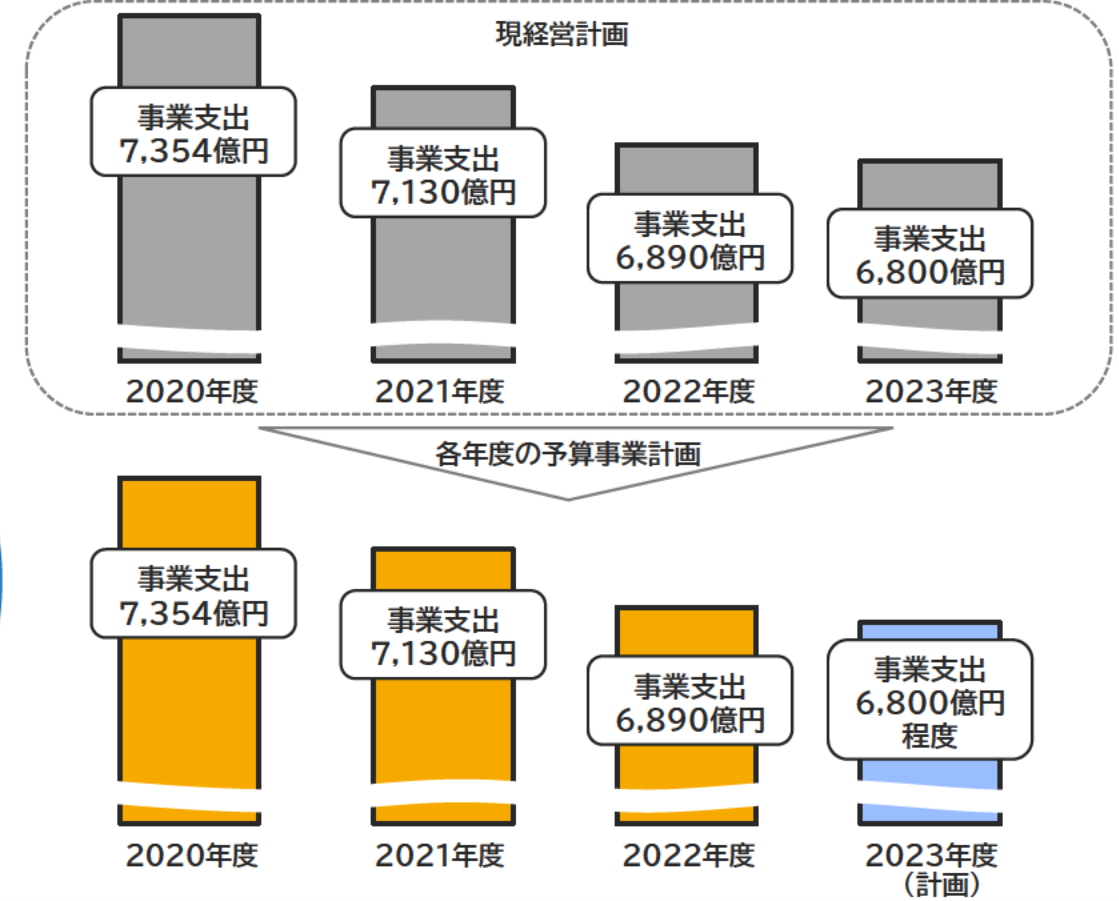 現経営計画
事業支出
7,354億円
事業支出
7,130億円
事業支出
6,890億円
事業支出
6,800億円
2020年度
2021年度
2022年度
2023年度
各年度の予算事業計画
事業支出
7,354億円
事業支出
7,130億円
事業支出
6,890億円
事業支出
6,800億円
程度
2020年度
2021年度
2022年度
2023年度
（計画）